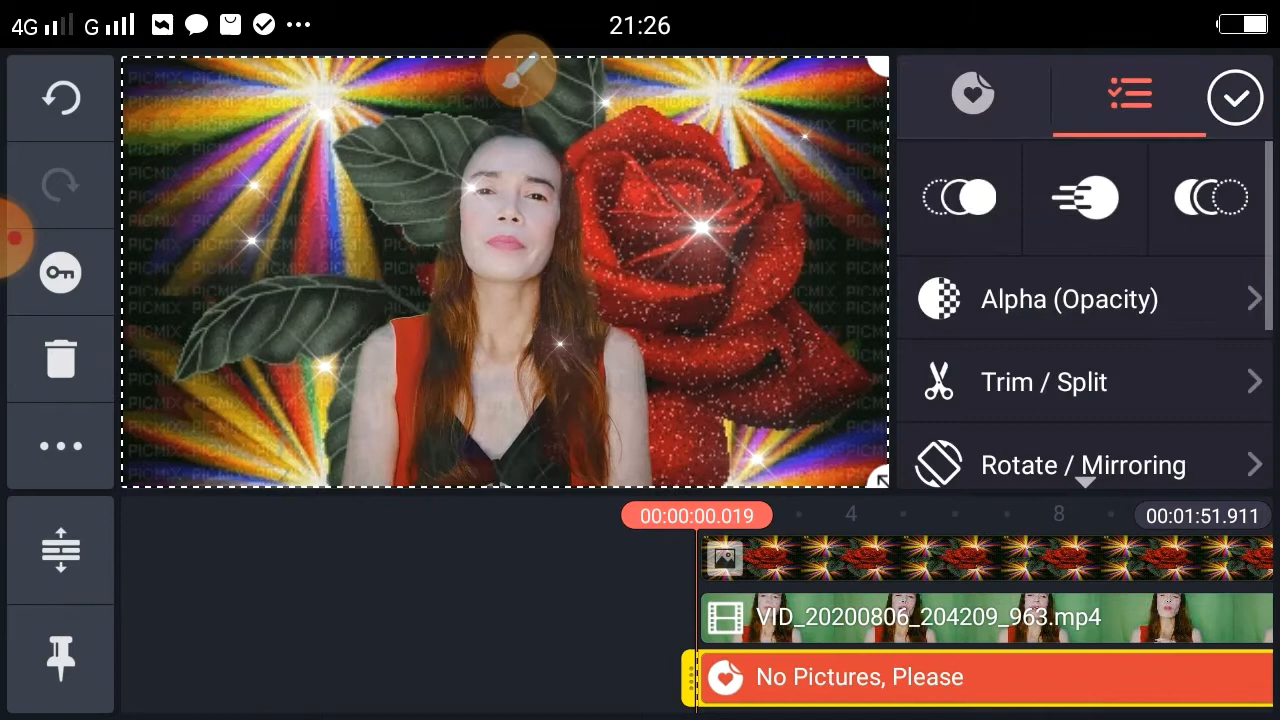 4G G 21:26
PICMIX
Alpha (Opacity)
Trim / Split
Rotate / Mirroring
00:00:00.019 4 8 00:01:51.911
VID_20200806_204209_963.mp4
No Pictures, Please